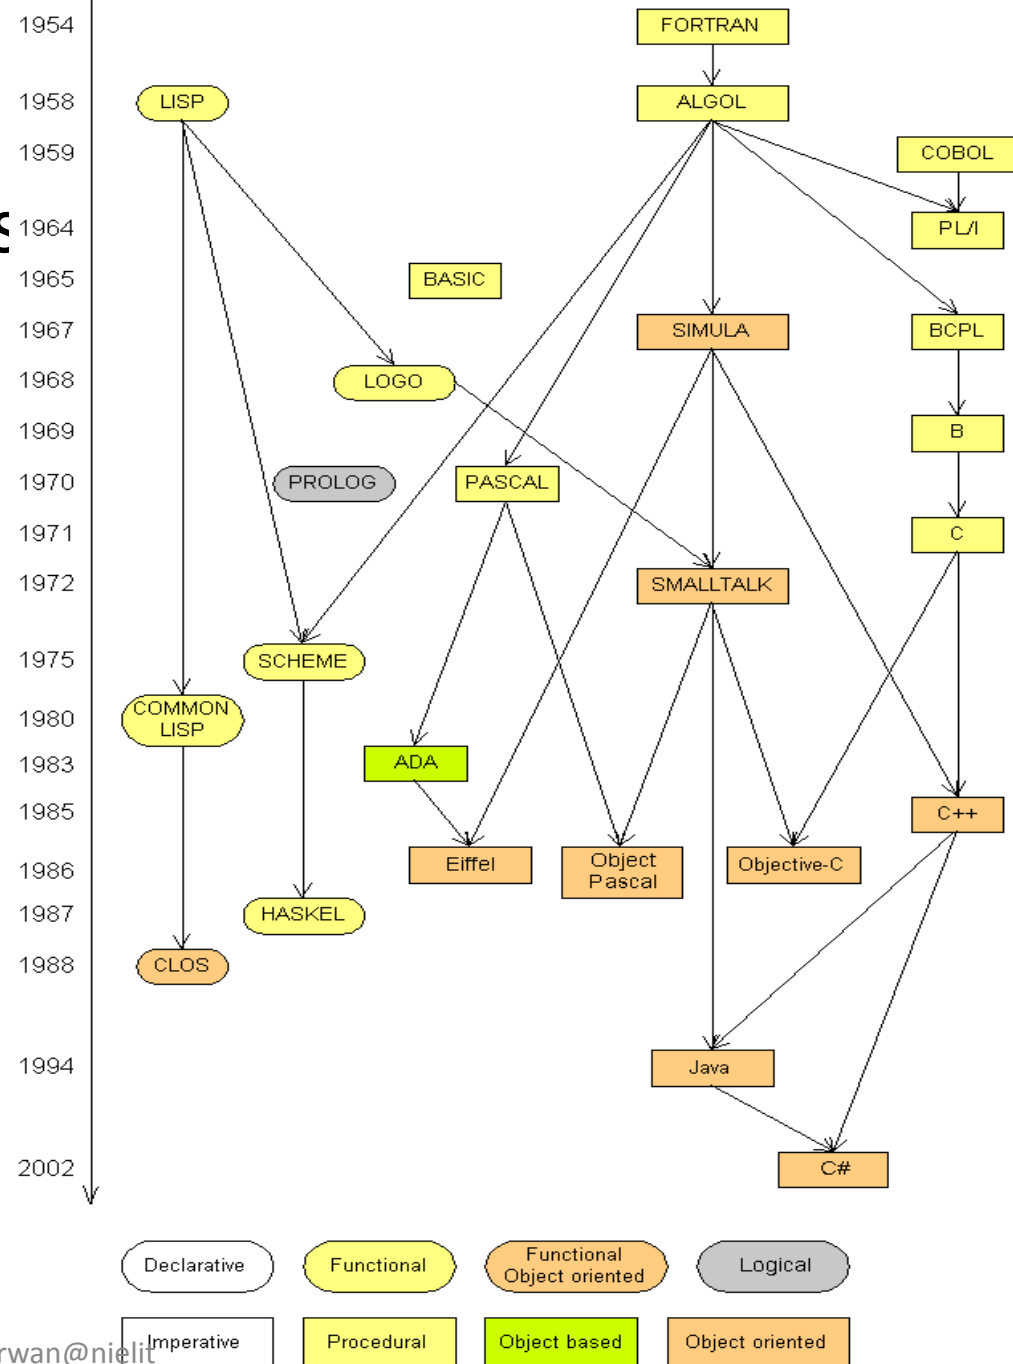 1954
FORTRAN
1958
LISP
ALGOL
1959
COBOL
s
1964
PL/I
1965
BASIC
1967
SIMULA
BCPL
1968
LOGO
1969
B
1970
PROLOG
PASCAL
1971
C
1972
SMALLTALK
1975
SCHEME
1980
COMMON
LISP
1983
ADA
1985
C++
1986
Eiffel
Object
Pascal
Objective-C
1987
HASKEL
1988
CLOS
1994
Java
2002
C#
Declarative
Functional
Functional
Object oriented
Logical
Imperative
Procedural
Object based
Object oriented
rwan@nielit